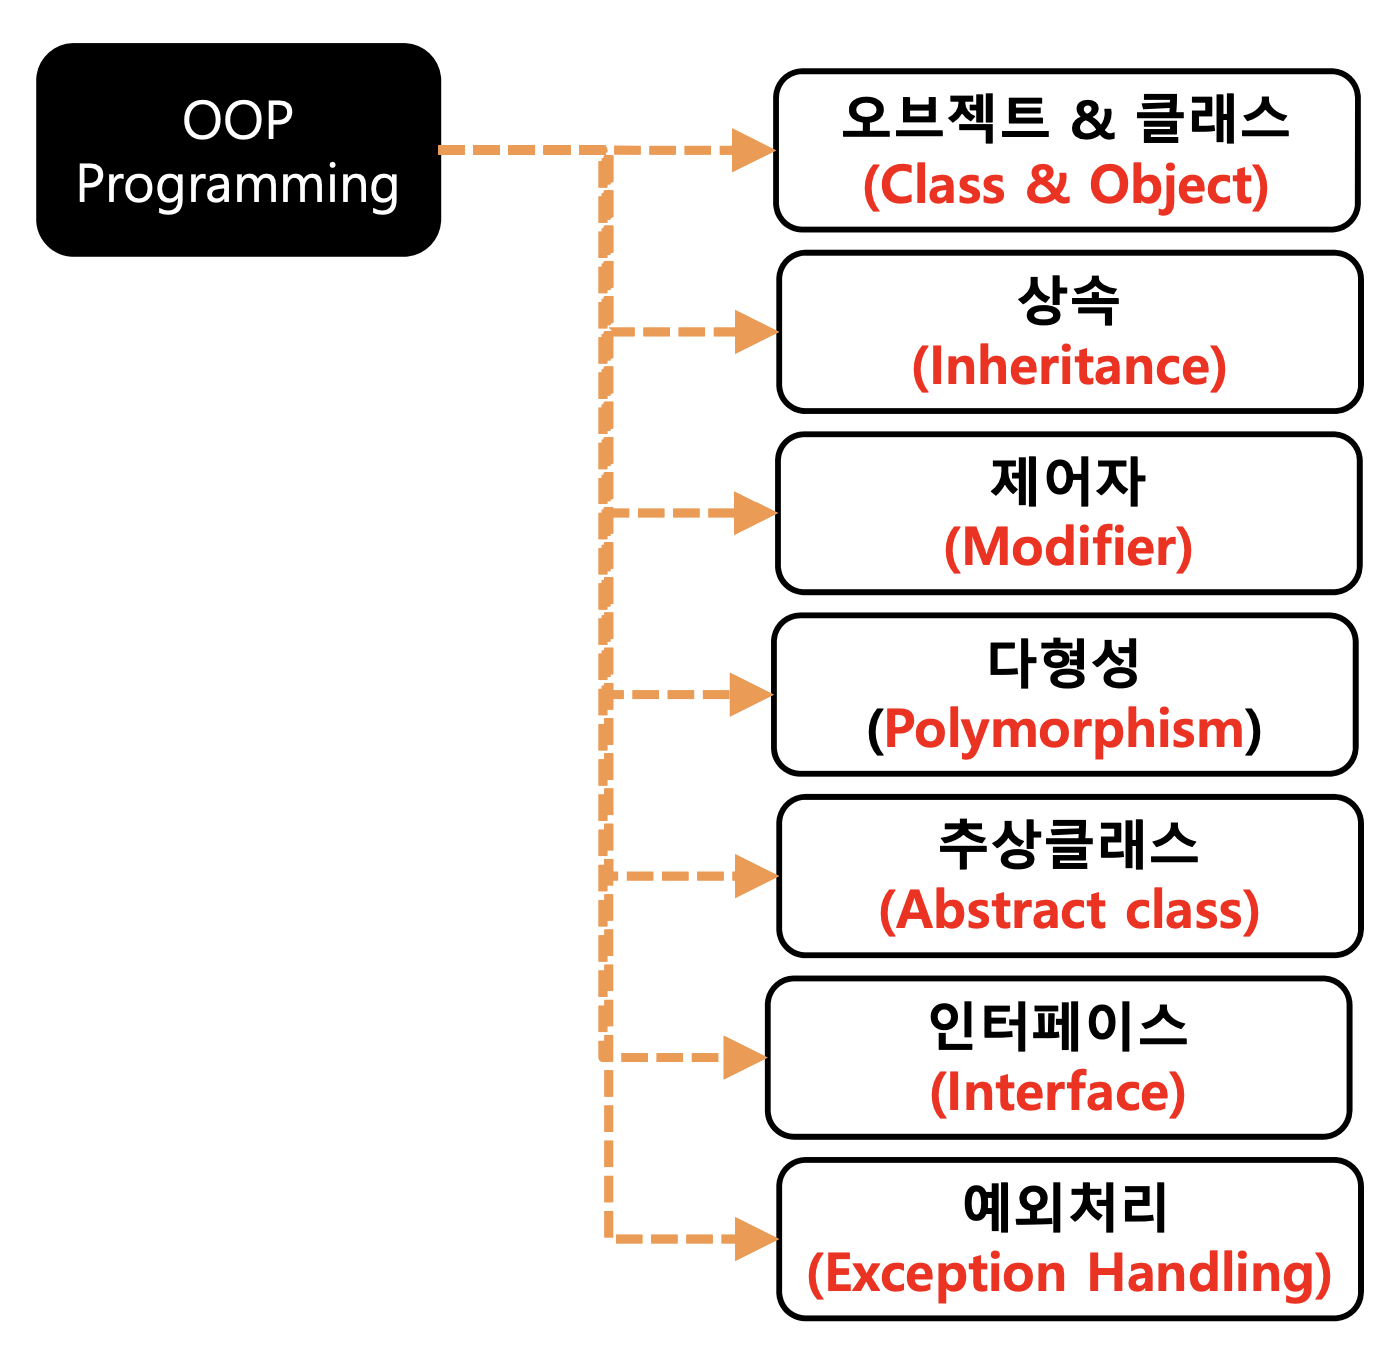 OOP
Programming
오브젝트 & 클래스
(Class & Object)
상속
(Inheritance)
제어자
(Modifier)
다형성
(Polymorphism)
추상클래스
(Abstract class)
인터페이스
(Interface)
예외처리
(Exception Handling)